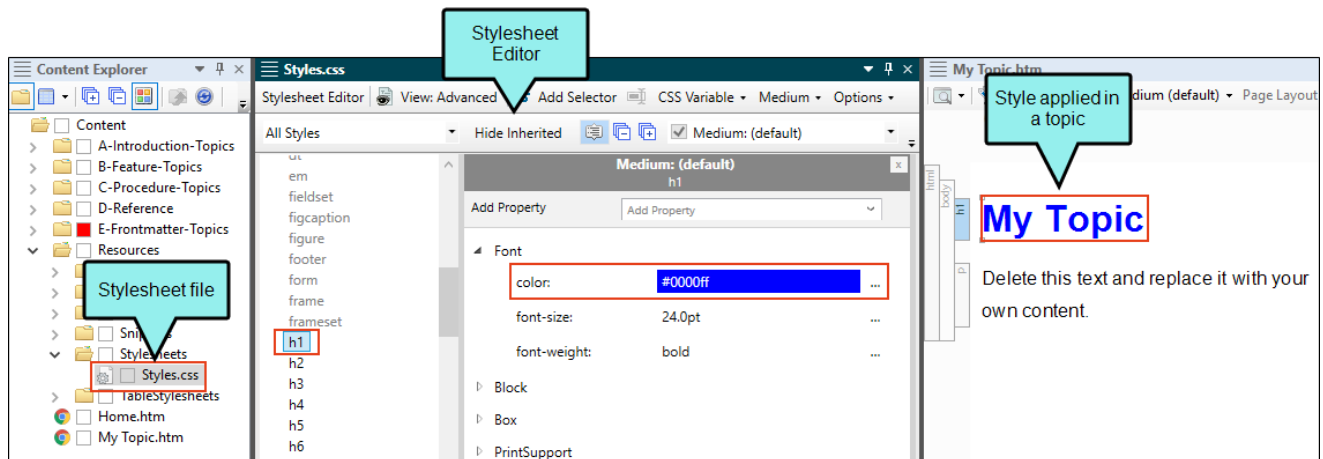 Stylesheet
Editor
Content Explorer
Styles.css
My Topic.htm
Stylesheet Editor View: Advanced Add Selector CSS Variable Medium Options
Style applied in
a topic
dium (default) Page Layout
All Styles
Hide Inherited
Medium: (default)
Content
A-Introduction-Topics
B-Feature-Topics
C-Procedure-Topics
D-Reference
E-Frontmatter-Topics
Resources
Stylesheet file
Stylesheets
Styles.css
TableStylesheets
Home.htm
My Topic.htm
em
fieldset
figcaption
figure
footer
form
frame
frameset
h1
h2
h3
h4
h5
h6
Medium: (default)
h1
Add Property
Add Property
Font
color: #0000ff ...
font-size: 24.0pt ...
font-weight: bold ...
Block
Box
PrintSupport
html
body
h1
p
My Topic
Delete this text and replace it with your
own content.